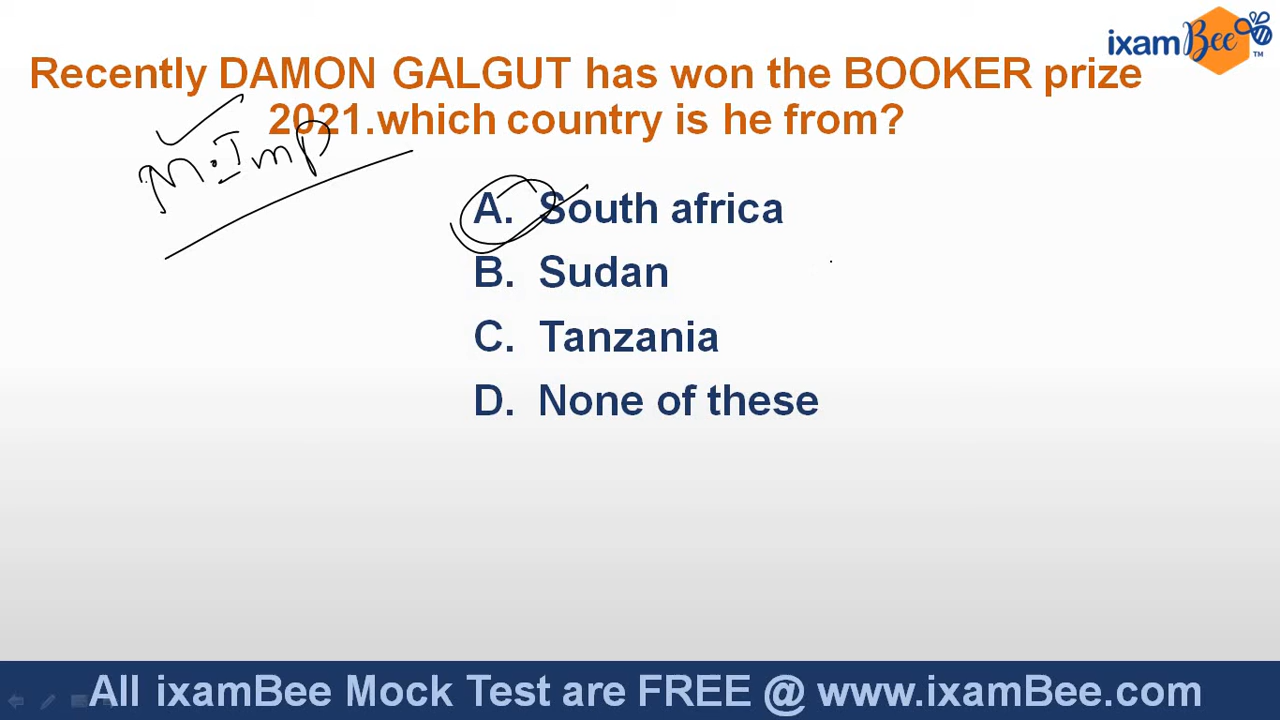 ixamBee
TM
Recently DAMON GALGUT has won the BOOKER prize
2021.which country is he from?
M.Imp
A. South africa
B. Sudan
C. Tanzania
D. None of these
All ixamBee Mock Test are FREE @ www.ixamBee.com